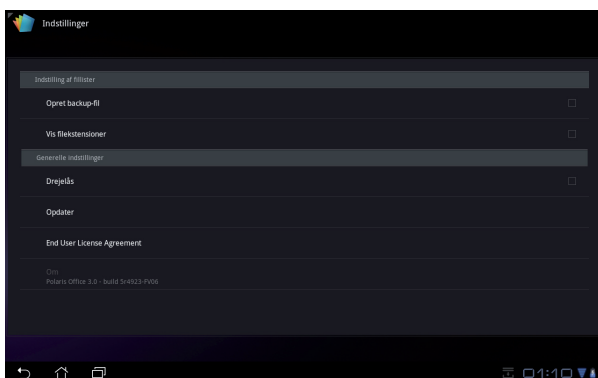 Indstillinger
Indstilling af fillister
Opret backup-fil
Vis filekstensioner
Generelle indstillinger
Drejelås
Opdater
End User License Agreement
Om
Polaris Office 3.0 - build 5r4923-FV06
01:10